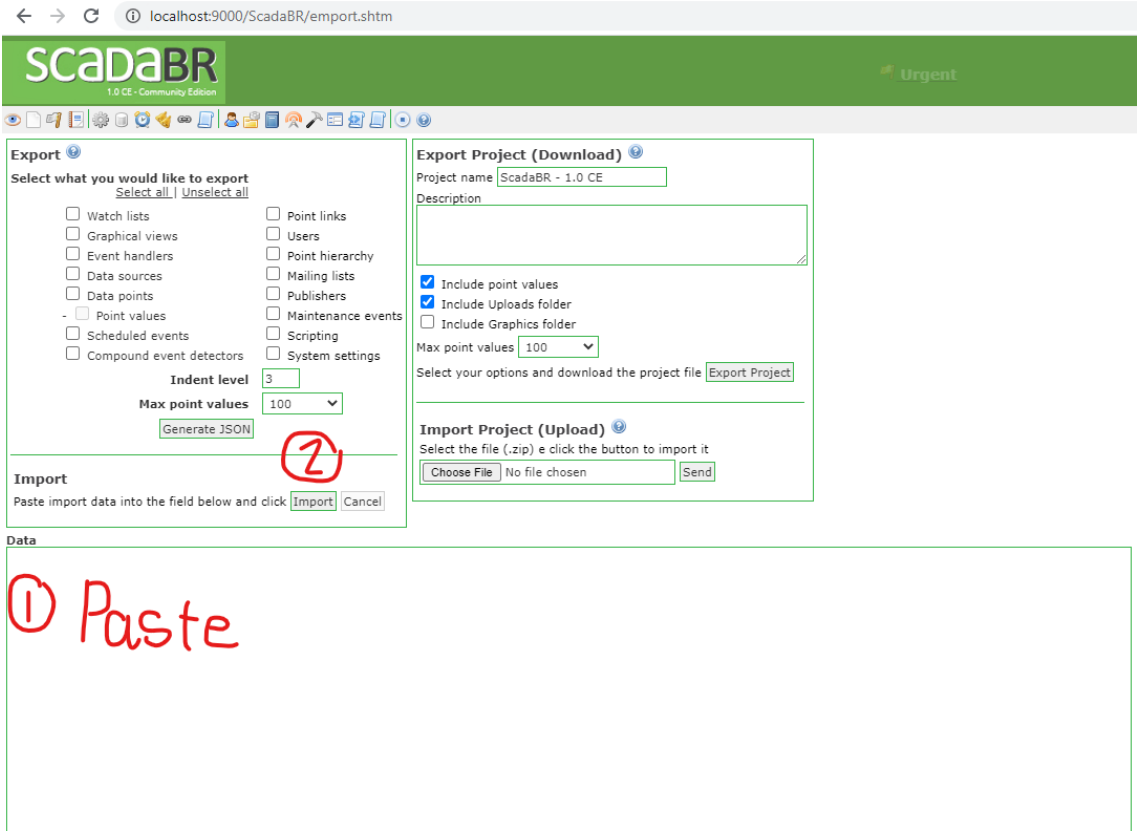 localhost:9000/ScadaBR/emport.shtm
scaDaBR
1.0 CE - Community Edition
Urgent
Export
Select what you would like to export
Select all | Unselect all
Watch lists
Point links
Graphical views
Users
Event handlers
Point hierarchy
Data sources
Mailing lists
Data points
Publishers
- Point values
Maintenance events
Scheduled events
Scripting
Compound event detectors
System settings
Indent level 3
Max point values 100
Generate JSON
2
Import
Paste import data into the field below and click Import Cancel
Export Project (Download)
Project name ScadaBR - 1.0 CE
Description
Include point values
Include Uploads folder
Include Graphics folder
Max point values 100
Select your options and download the project file Export Project
Import Project (Upload)
Select the file (.zip) e click the button to import it
Choose File No file chosen Send
Data
1 Paste